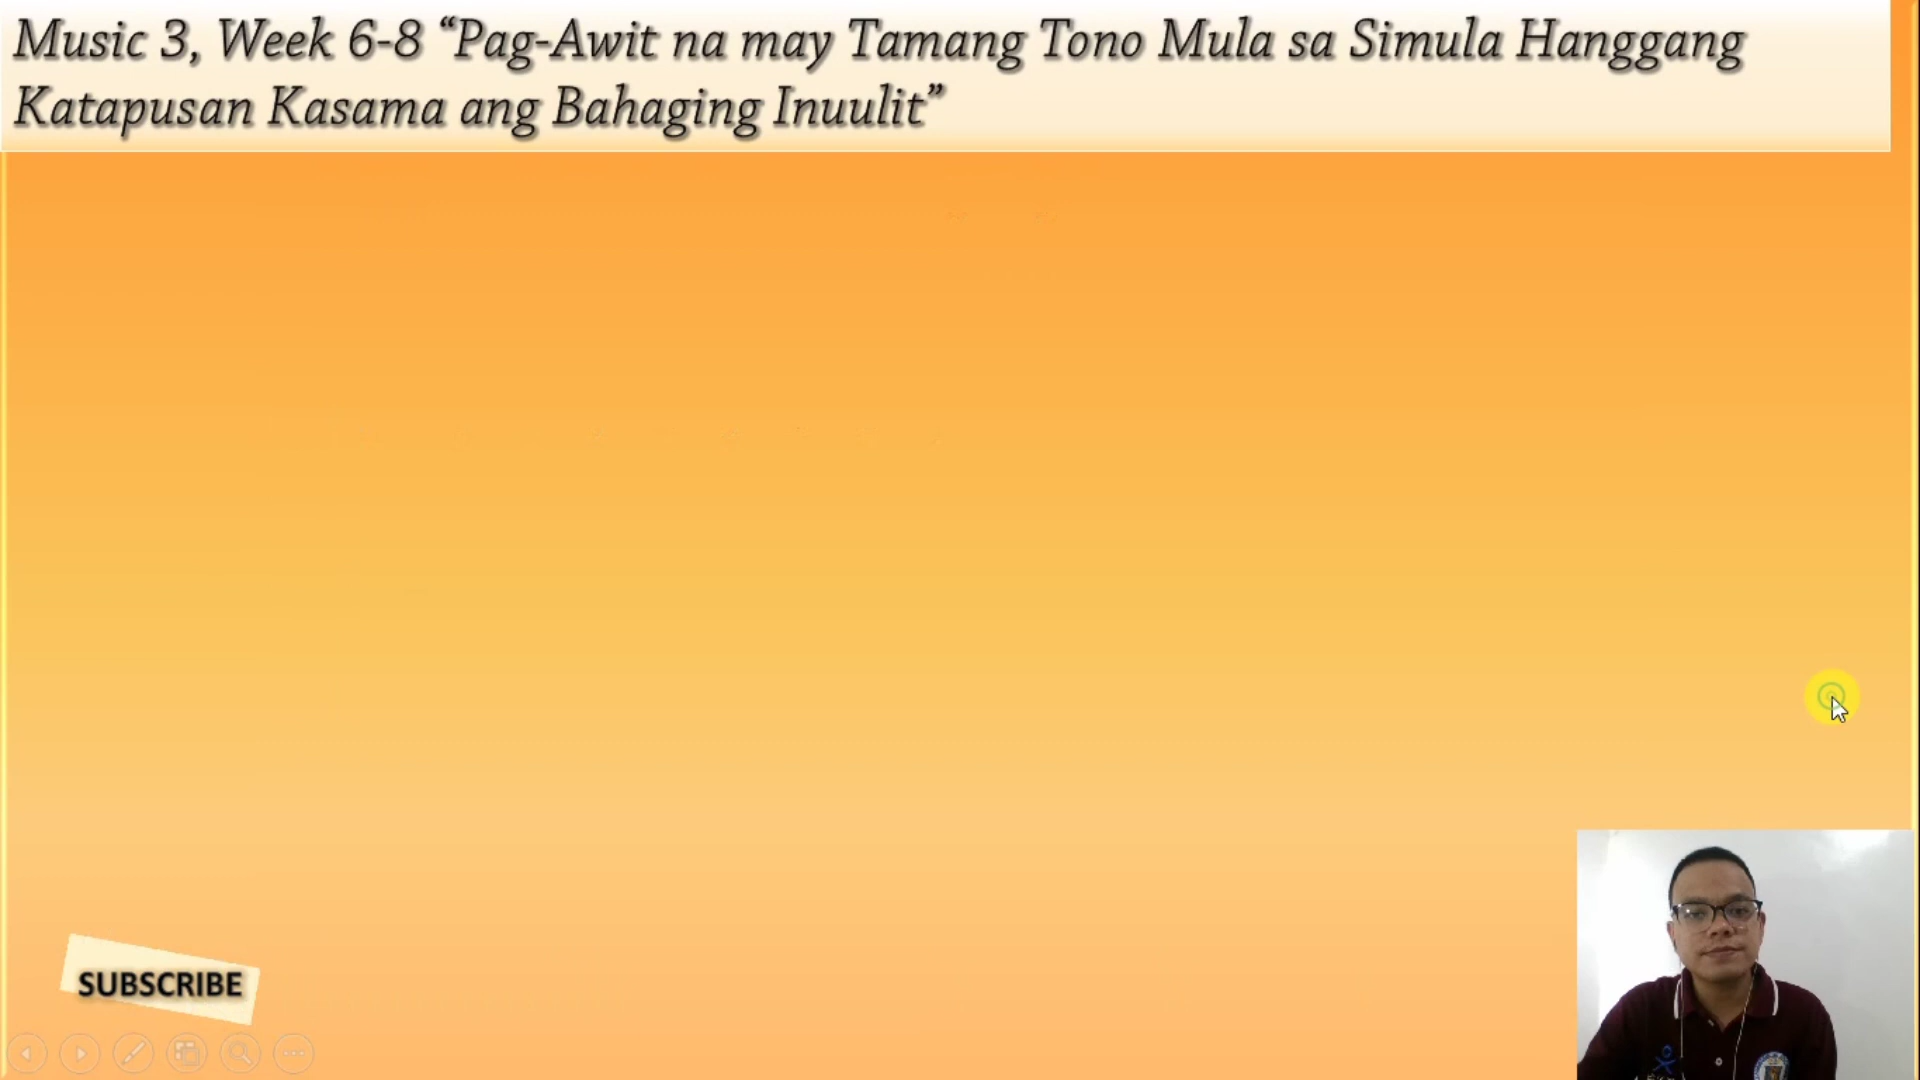 Music 3, Week 6-8 “Pag-Awit na may Tamang Tono Mula sa Simula Hanggang
Katapusan Kasama ang Bahaging Inuulit”
SUBSCRIBE